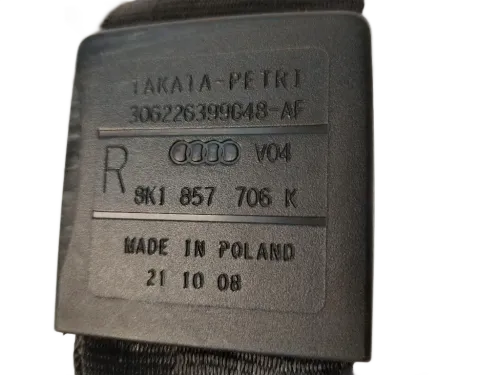 TAKATA-PETRI
306226399648-AF
V04
R
8K1 857 706 K
MADE IN POLAND
21 10 08